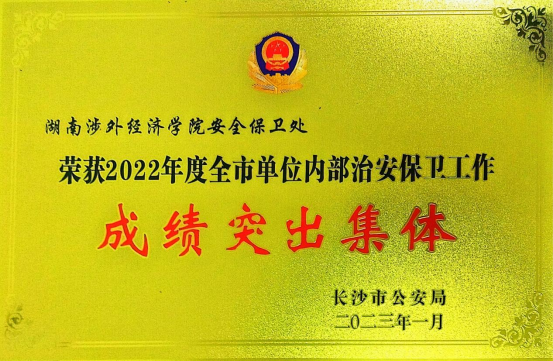 湖南涉外经济学院安全保卫处
荣获2022年度全市单位内部治安保卫工作
成绩突出集体
长沙市公安局
二〇二三年一月